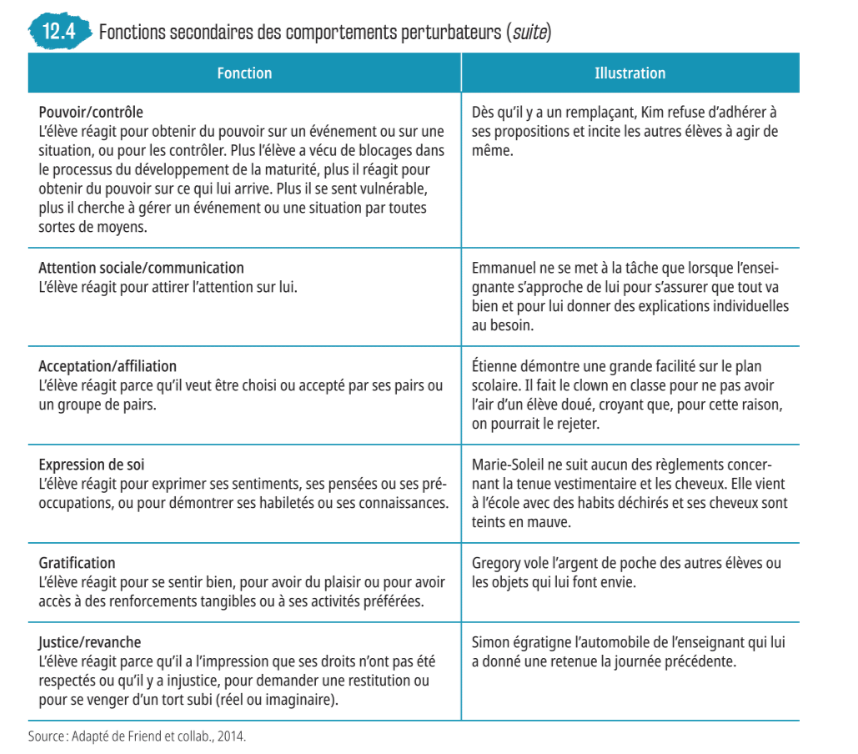 12.4 Fonctions secondaires des comportements perturbateurs (suite)
Fonction
Illustration
Pouvoir/contrôle
L'élève réagit pour obtenir du pouvoir sur un événement ou sur une
situation, ou pour les contrôler. Plus l'élève a vécu de blocages dans
le processus du développement de la maturité, plus il réagit pour
obtenir du pouvoir sur ce qui lui arrive. Plus il se sent vulnérable,
plus il cherche à gérer un événement ou une situation par toutes
sortes de moyens.
Dès qu'il y a un remplaçant, Kim refuse d'adhérer à
ses propositions et incite les autres élèves à agir de
même.
Attention sociale/communication
L'élève réagit pour attirer l'attention sur lui.
Emmanuel ne se met à la tâche que lorsque l'ensei-
gnante s'approche de lui pour s'assurer que tout va
bien et pour lui donner des explications individuelles
au besoin.
Acceptation/affiliation
L'élève réagit parce qu'il veut être choisi ou accepté par ses pairs ou
un groupe de pairs.
Étienne démontre une grande facilité sur le plan
scolaire. Il fait le clown en classe pour ne pas avoir
l'air d'un élève doué, croyant que, pour cette raison,
on pourrait le rejeter.
Expression de soi
L'élève réagit pour exprimer ses sentiments, ses pensées ou ses pré-
occupations, ou pour démontrer ses habiletés ou ses connaissances.
Marie-Soleil ne suit aucun des règlements concer-
nant la tenue vestimentaire et les cheveux. Elle vient
à l'école avec des habits déchirés et ses cheveux sont
teints en mauve.
Gratification
L'élève réagit pour se sentir bien, pour avoir du plaisir ou pour avoir
accès à des renforcements tangibles ou à ses activités préférées.
Gregory vole l'argent de poche des autres élèves ou
les objets qui lui font envie.
Justice/revanche
L'élève réagit parce qu'il a l'impression que ses droits n'ont pas été
respectés ou qu'il y a injustice, pour demander une restitution ou
pour se venger d'un tort subi (réel ou imaginaire).
Simon égratigne l'automobile de l'enseignant qui lui
a donné une retenue la journée précédente.
Source : Adapté de Friend et collab., 2014.